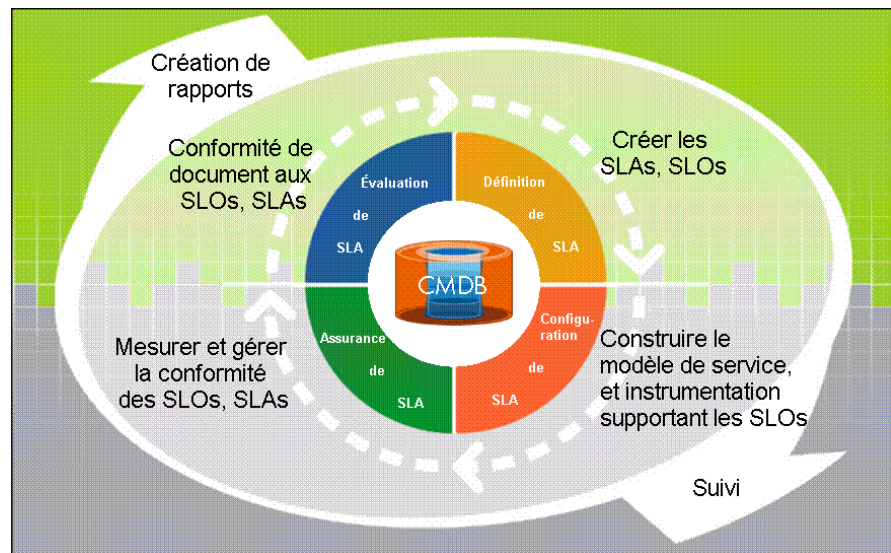 Création de
rapports
Conformité de
document aux
SLOs, SLAs
Créer les
SLAs, SLOs
Évaluation
de
SLA
Définition
de
SLA
CMDB
Assurance
de
SLA
Configu-
ration
de
SLA
Mesurer et gérer
la conformité
des SLOs, SLAs
Construire le
modèle de service,
et instrumentation
supportant les SLOs
Suivi